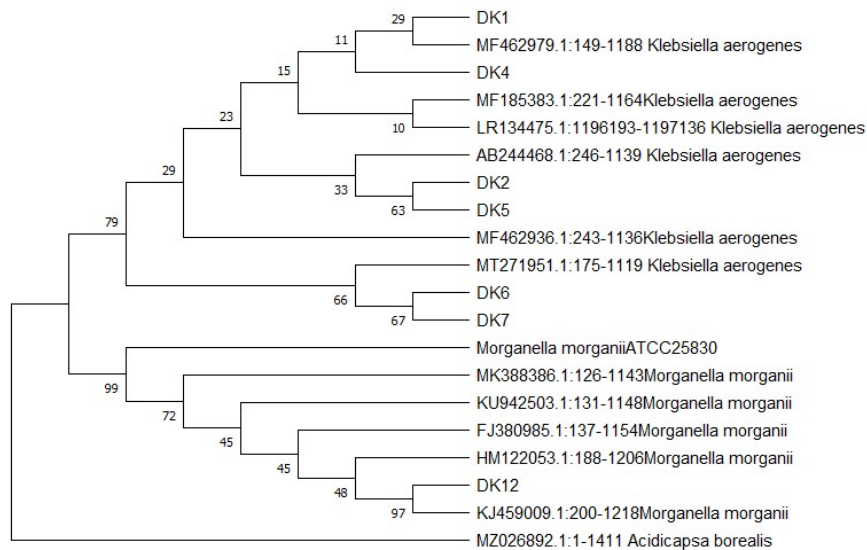 29
DK1
MF462979.1:149-1188 Klebsiella aerogenes
11
DK4
15
MF185383.1:221-1164Klebsiella aerogenes
10
LR134475.1:1196193-1197136 Klebsiella aerogenes
23
AB244468.1:246-1139 Klebsiella aerogenes
33
DK2
63
DK5
29
MF462936.1:243-1136Klebsiella aerogenes
79
MT271951.1:175-1119 Klebsiella aerogenes
66
DK6
67
DK7
Morganella morganiiATCC25830
99
MK388386.1:126-1143Morganella morganii
72
KU942503.1:131-1148Morganella morganii
45
FJ380985.1:137-1154Morganella morganii
45
HM122053.1:188-1206Morganella morganii
48
DK12
97
KJ459009.1:200-1218Morganella morganii
MZ026892.1:1-1411 Acidicapsa borealis